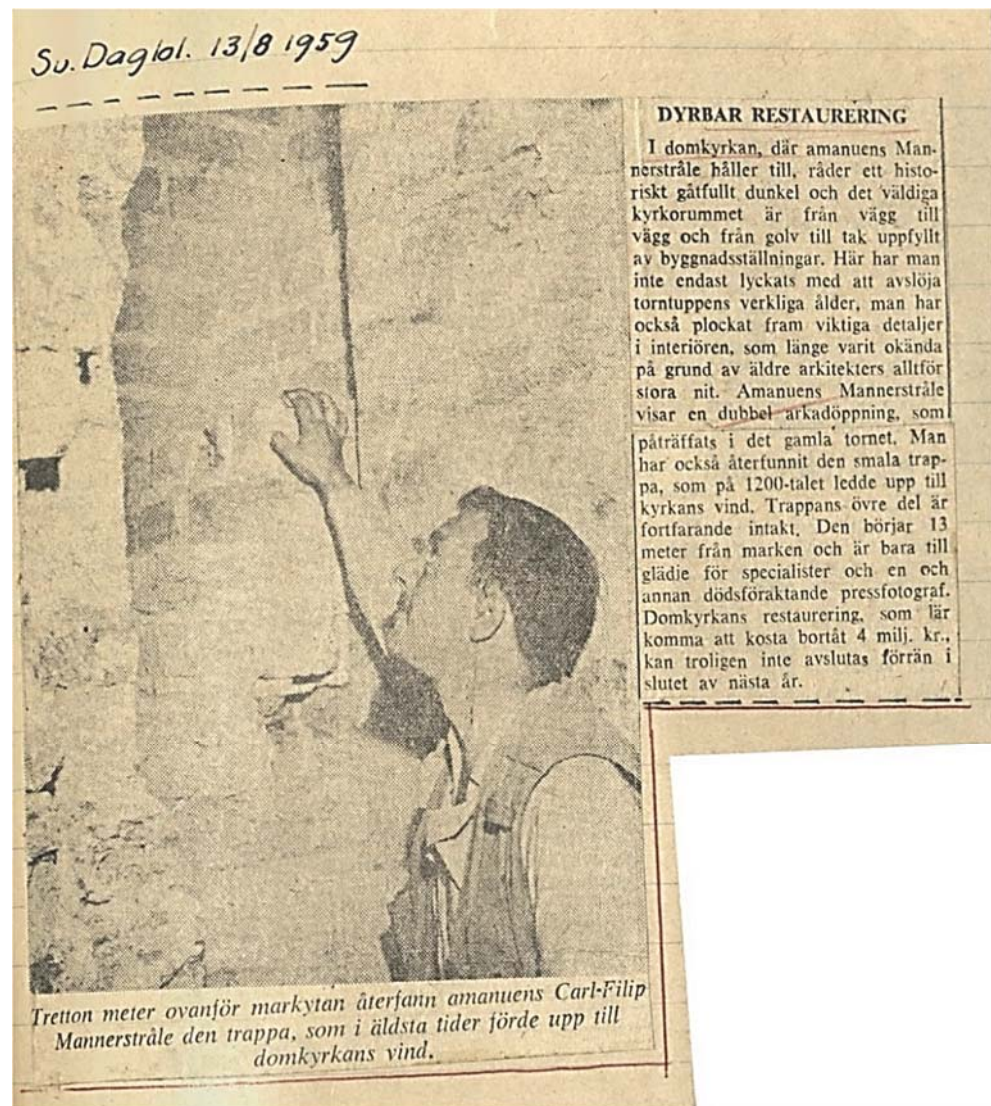 Sv. Dagbl. 13/8 1959
DYRBAR RESTAURERING
I domkyrkan, där amanuens Man-
nerstråle håller till, råder ett histo-
riskt gåtfullt dunkel och det väldiga
kyrkorummet är från vägg till
vägg och från golv till tak uppfyllt
av byggnadsställningar. Här har man
inte endast lyckats med att avslöja
torntuppens verkliga ålder, man har
också plockat fram viktiga detaljer
i interiören, som länge varit okända
på grund av äldre arkitekters alltför
stora nit. Amanuens Mannerstråle
visar en dubbel arkadöppning, som
påträffats i det gamla tornet. Man
har också återfunnit den smala trap-
pa, som på 1200-talet ledde upp till
kyrkans vind. Trappans övre del är
fortfarande intakt. Den börjar 13
meter från marken och är bara till
glädje för specialister och en och
annan dödsföraktande pressfotograf.
Domkyrkans restaurering, som lär
komma att kosta bortåt 4 milj. kr.,
kan troligen inte avslutas förrän i
slutet av nästa år.
Tretton meter ovanför markytan återfann amanuens Carl-Filip
Mannerstråle den trappa, som i äldsta tider förde upp till
domkyrkans vind.